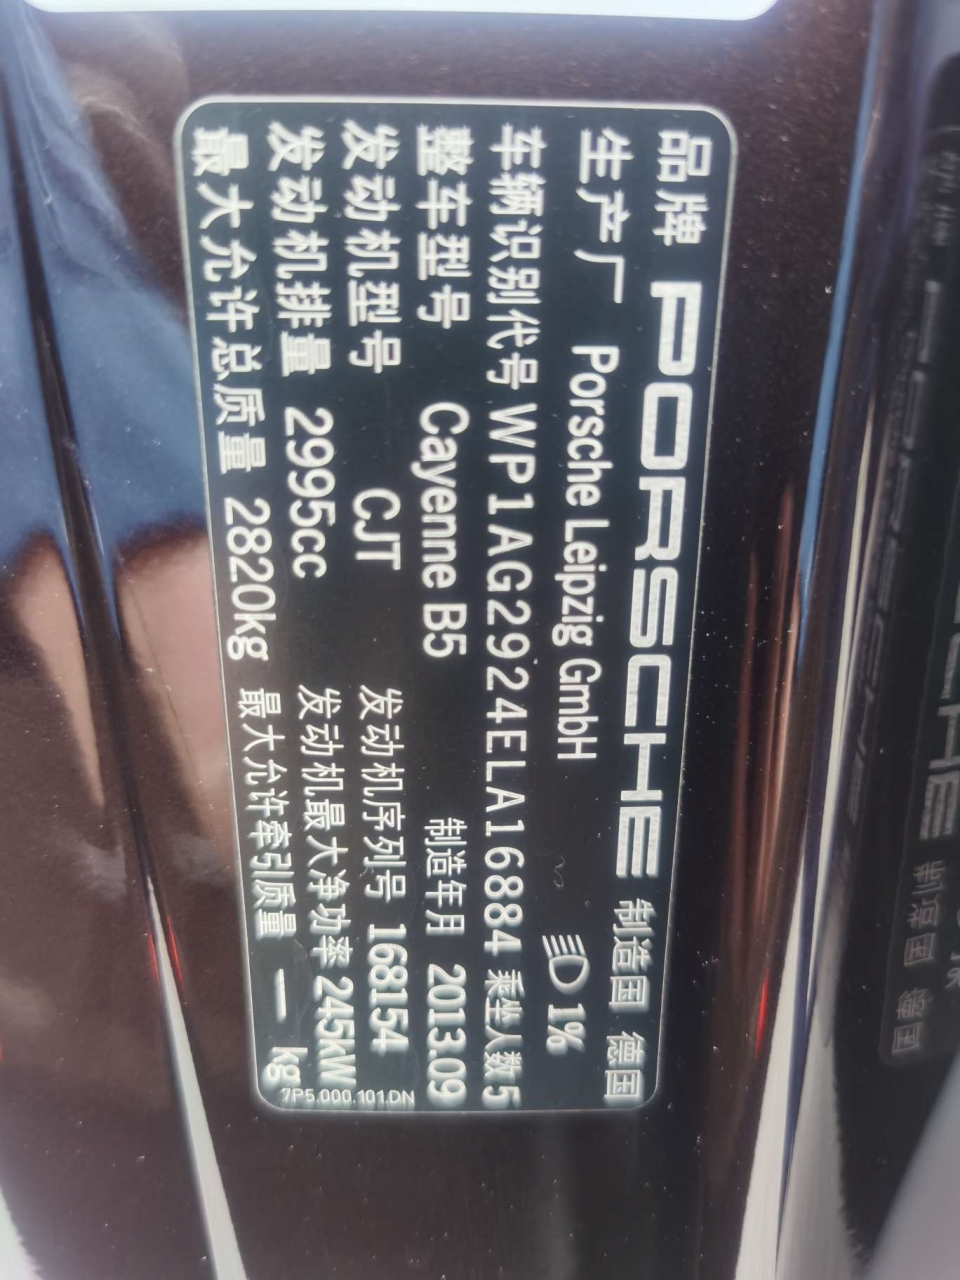 品牌 PORSCHE 制造国 德国
生产厂 Porsche Leipzig GmbH 1%
车辆识别代号 WP1AG2924ELA16884 乘坐人数 5
整车型号 Cayenne B5 制造年月 2013.09
发动机型号 CJT 发动机序列号 168154
发动机排量 2995cc 发动机最大净功率 245kW
最大允许总质量 2820kg 最大允许牵引质量 — kg
7P5.000.101.DN